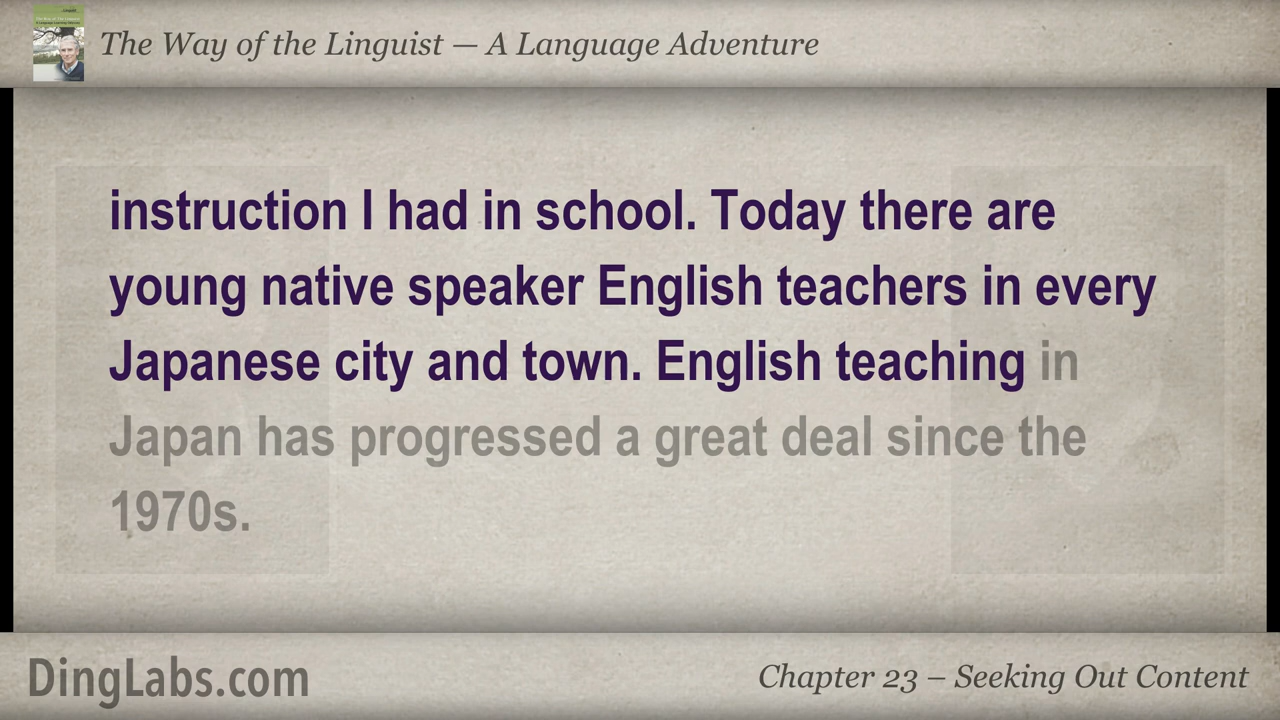 The Way of the Linguist — A Language Adventure
instruction I had in school. Today there are
young native speaker English teachers in every
Japanese city and town. English teaching in
Japan has progressed a great deal since the
1970s.
DingLabs.com
Chapter 23 – Seeking Out Content